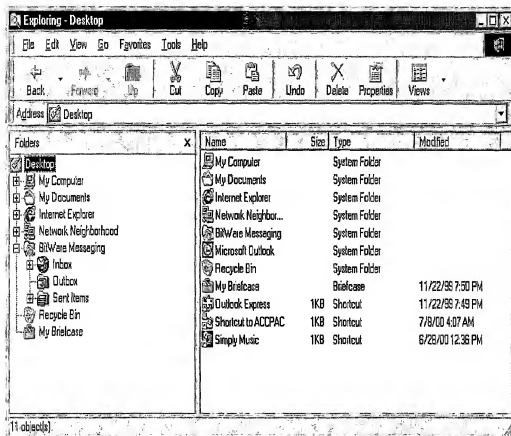 Exploring - Desktop
File Edit View Go Favorites Tools Help
Back Forward Up Cut Copy Paste Undo Delete Properties Views
Address Desktop
Folders x
Desktop
My Computer
My Documents
Internet Explorer
Network Neighborhood
BitWare Messaging
Inbox
Outbox
Sent Items
Recycle Bin
My Briefcase
Name Size Type Modified
My Computer System Folder
My Documents System Folder
Internet Explorer System Folder
Network Neighbor... System Folder
BitWare Messaging System Folder
Microsoft Outlook System Folder
Recycle Bin System Folder
My Briefcase Briefcase 11/22/99 7:50 PM
Outlook Express 1KB Shortcut 11/22/99 7:49 PM
Shortcut to ACCPAC 1KB Shortcut 7/8/00 4:07 AM
Simply Music 1KB Shortcut 6/28/00 12:36 PM
11 object(s)